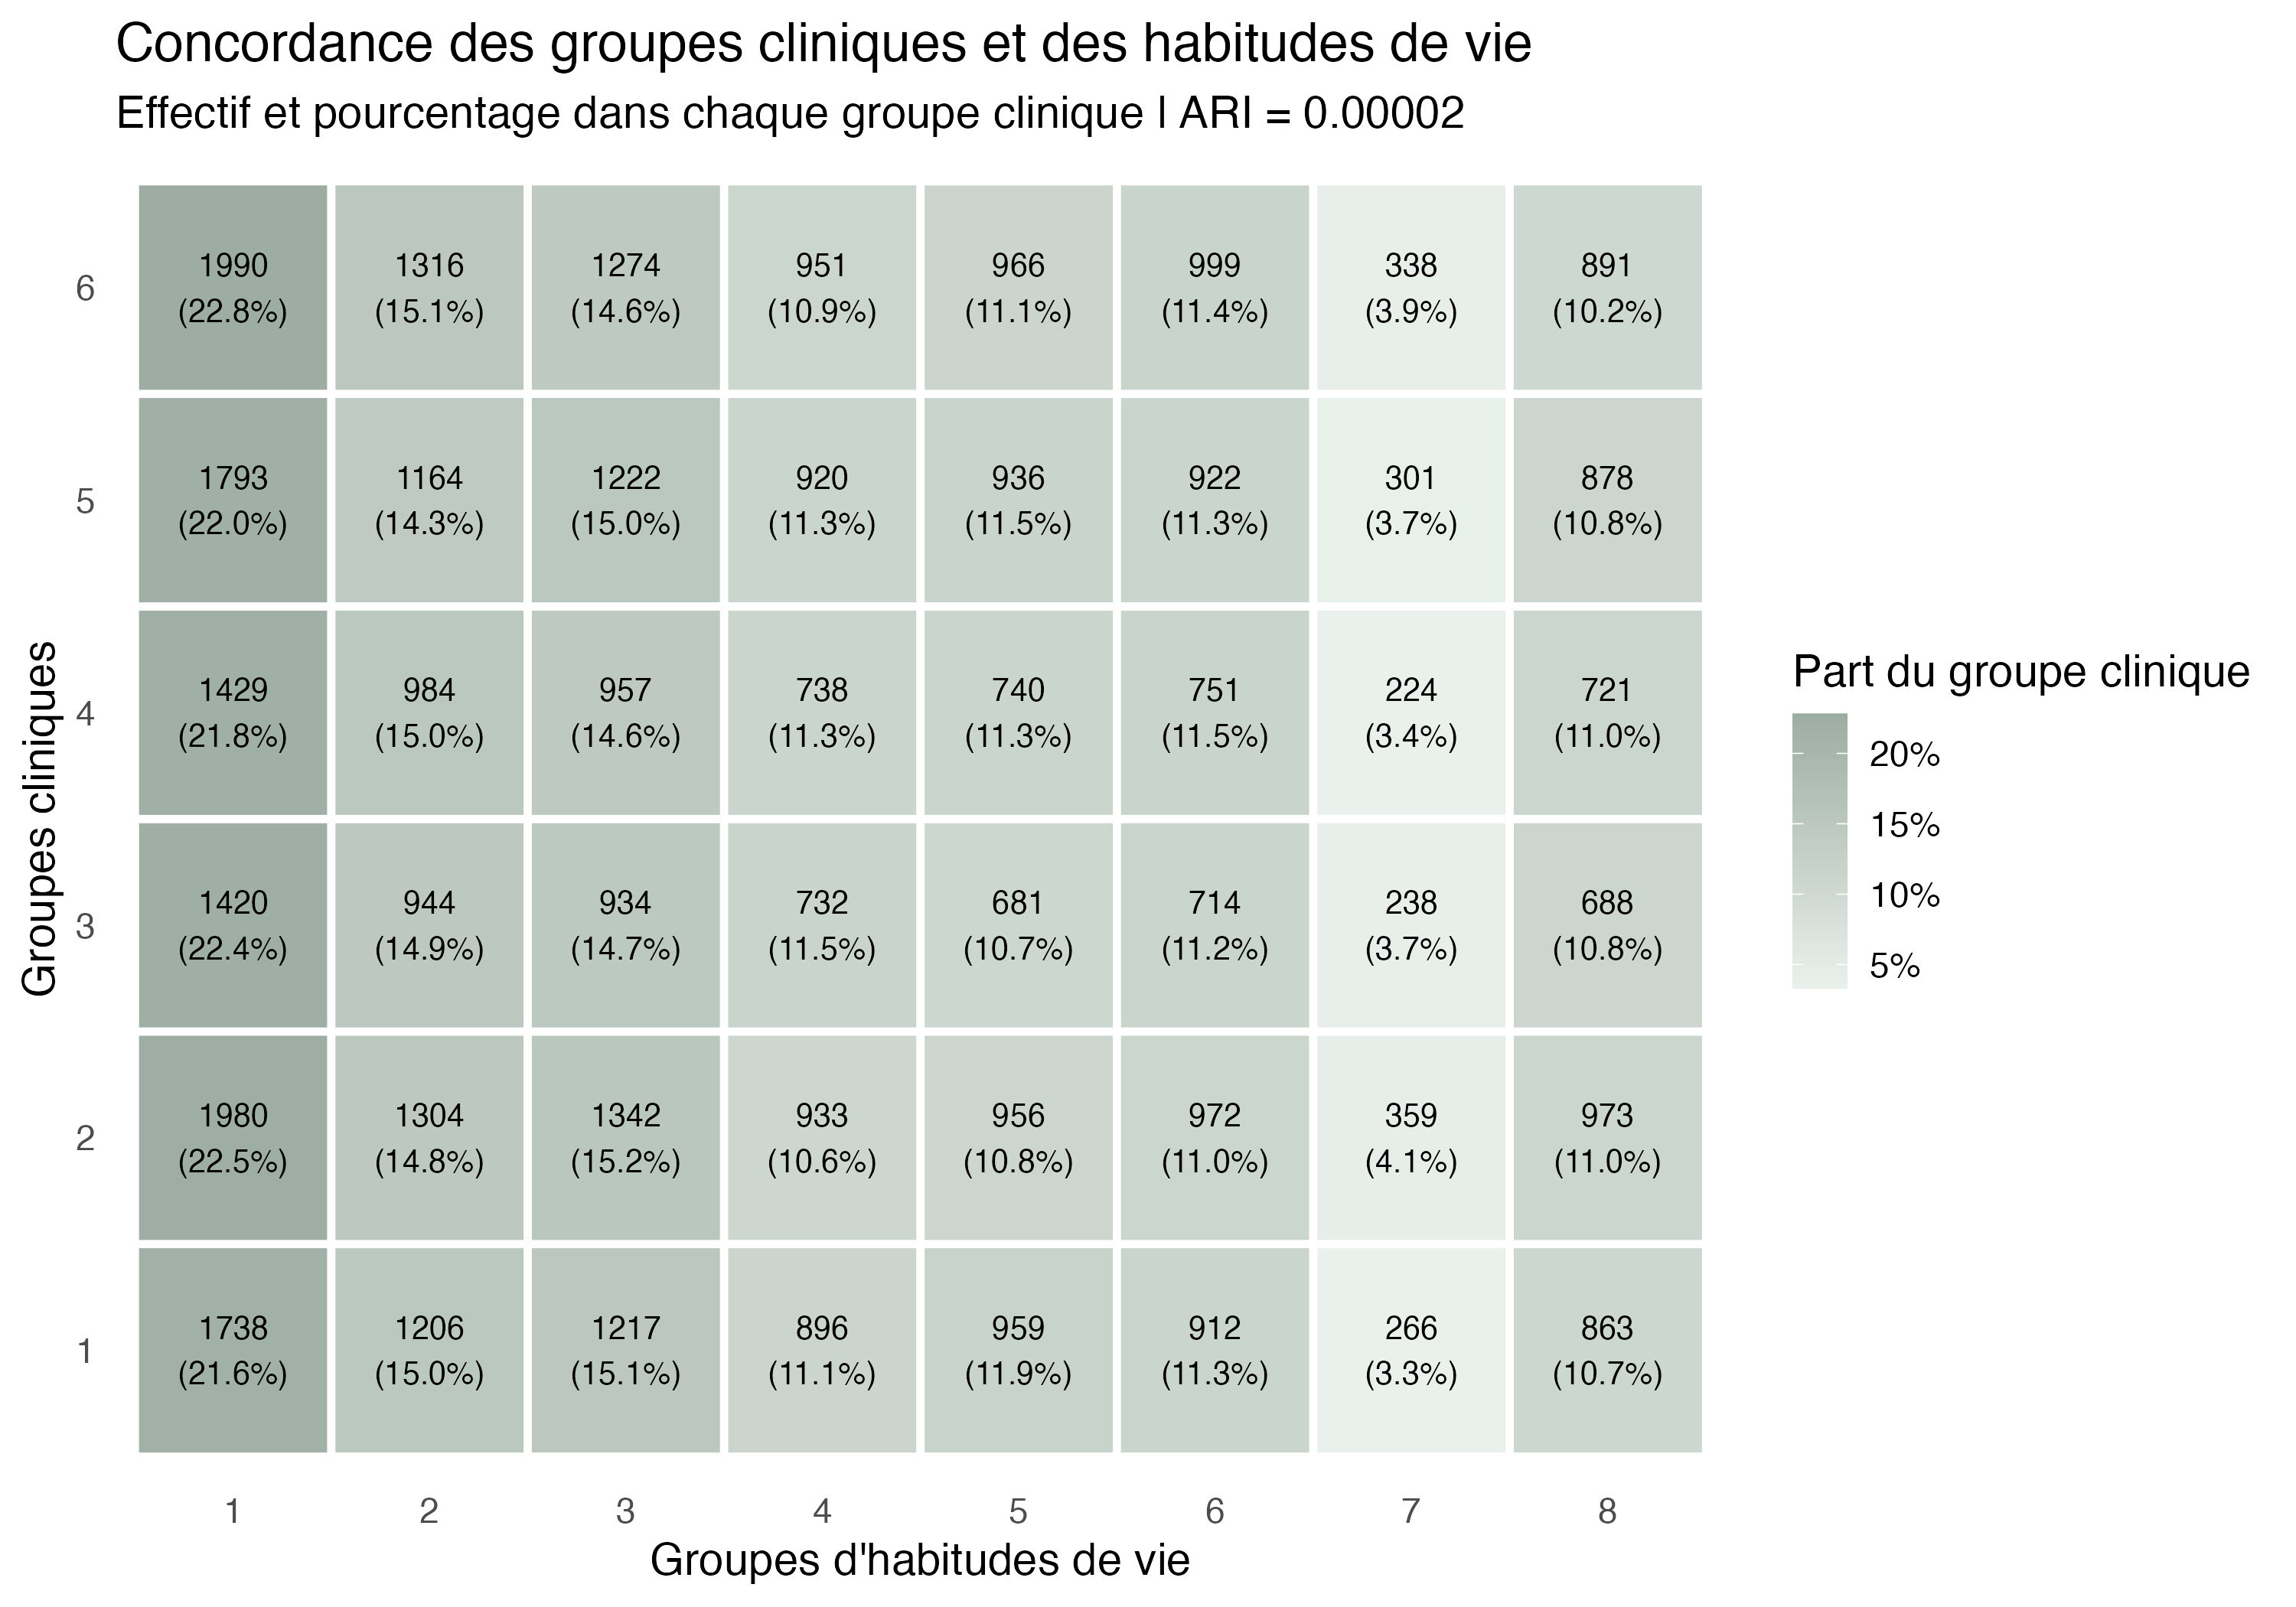 Concordance des groupes cliniques et des habitudes de vie
Effectif et pourcentage dans chaque groupe clinique | ARI = 0.00002
Groupes cliniques
6
1990 1316 1274 951 966 999 338 891
(22.8%) (15.1%) (14.6%) (10.9%) (11.1%) (11.4%) (3.9%) (10.2%)
5
1793 1164 1222 920 936 922 301 878
(22.0%) (14.3%) (15.0%) (11.3%) (11.5%) (11.3%) (3.7%) (10.8%)
4
1429 984 957 738 740 751 224 721
(21.8%) (15.0%) (14.6%) (11.3%) (11.3%) (11.5%) (3.4%) (11.0%)
3
1420 944 934 732 681 714 238 688
(22.4%) (14.9%) (14.7%) (11.5%) (10.7%) (11.2%) (3.7%) (10.8%)
2
1980 1304 1342 933 956 972 359 973
(22.5%) (14.8%) (15.2%) (10.6%) (10.8%) (11.0%) (4.1%) (11.0%)
1
1738 1206 1217 896 959 912 266 863
(21.6%) (15.0%) (15.1%) (11.1%) (11.9%) (11.3%) (3.3%) (10.7%)
1 2 3 4 5 6 7 8
Groupes d'habitudes de vie
Part du groupe clinique
20%
15%
10%
5%